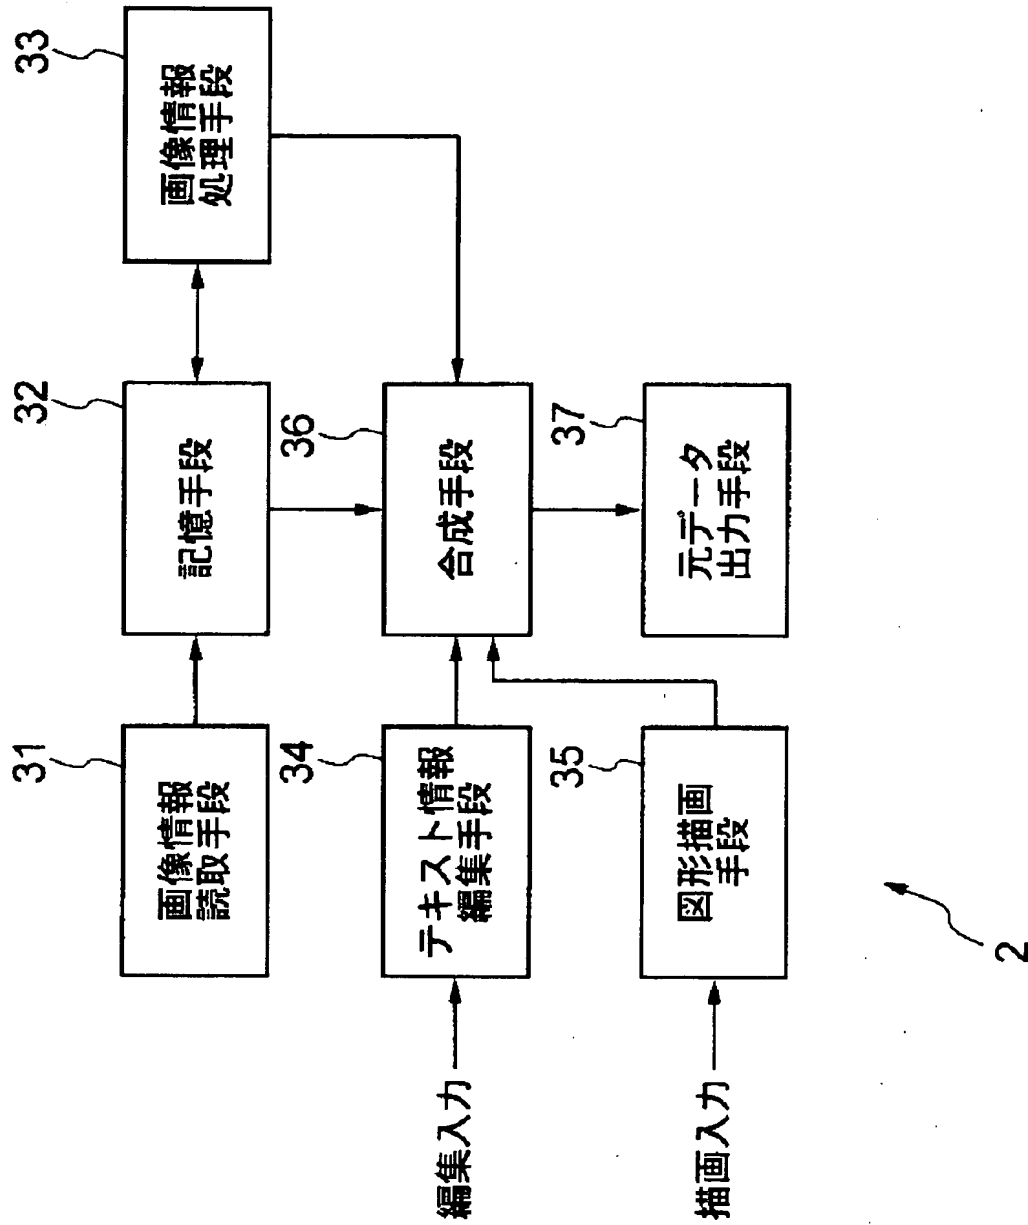 31
画像情報
読取手段
32
記憶手段
33
画像情報
処理手段
編集入力
34
テキスト情報
編集手段
36
合成手段
描画入力
35
図形描画
手段
37
元データ
出力手段
2